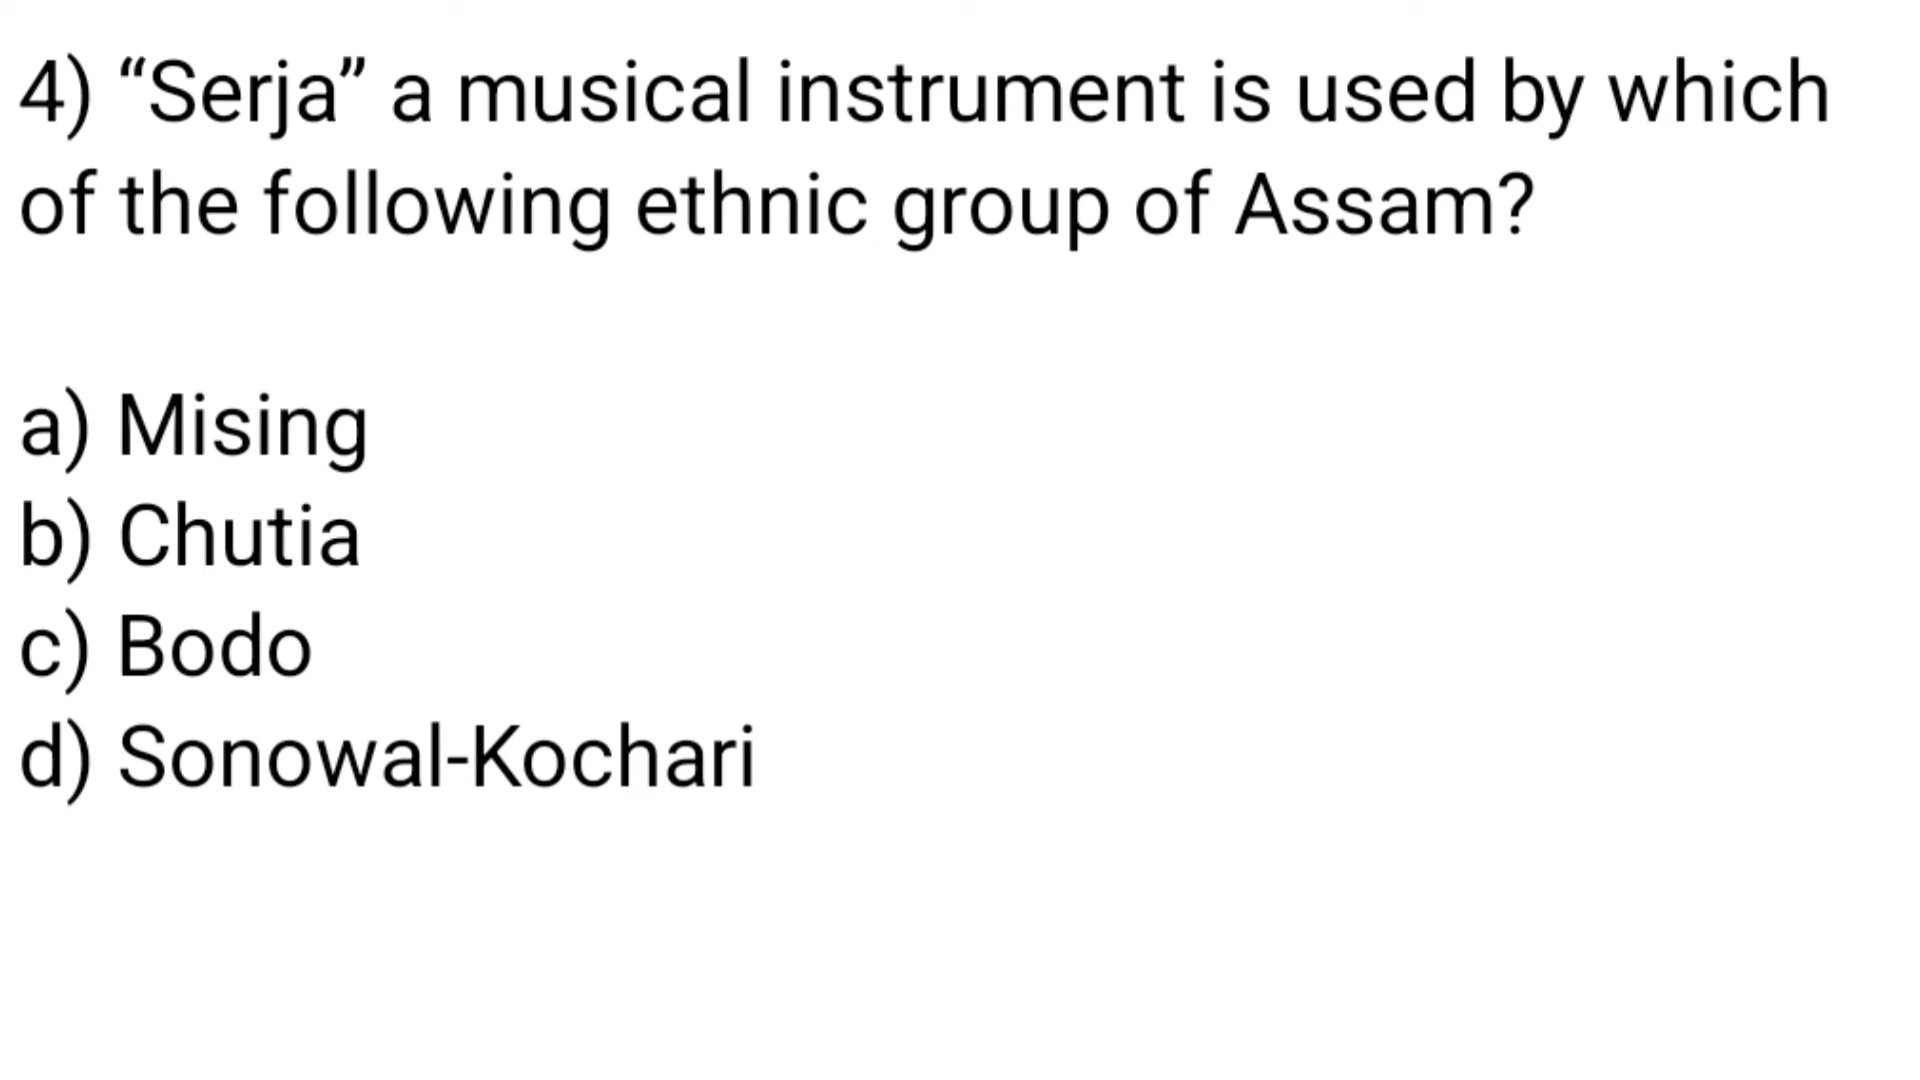 4) “Serja” a musical instrument is used by which
of the following ethnic group of Assam?
a) Mising
b) Chutia
c) Bodo
d) Sonowal-Kochari